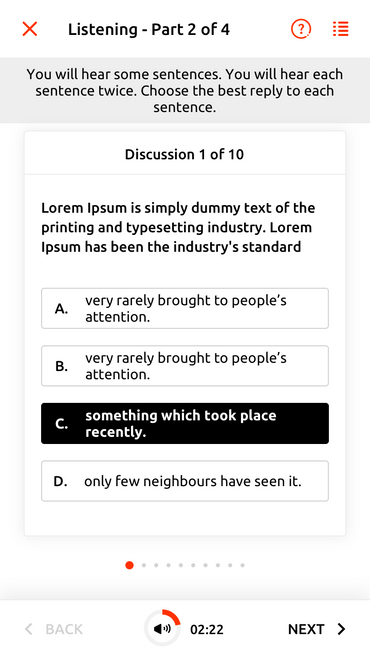 Listening - Part 2 of 4
?
You will hear some sentences. You will hear each
sentence twice. Choose the best reply to each
sentence.
Discussion 1 of 10
Lorem Ipsum is simply dummy text of the
printing and typesetting industry. Lorem
Ipsum has been the industry's standard
A. very rarely brought to people’s
attention.
B. very rarely brought to people’s
attention.
C. something which took place
recently.
D. only few neighbours have seen it.
BACK 02:22 NEXT